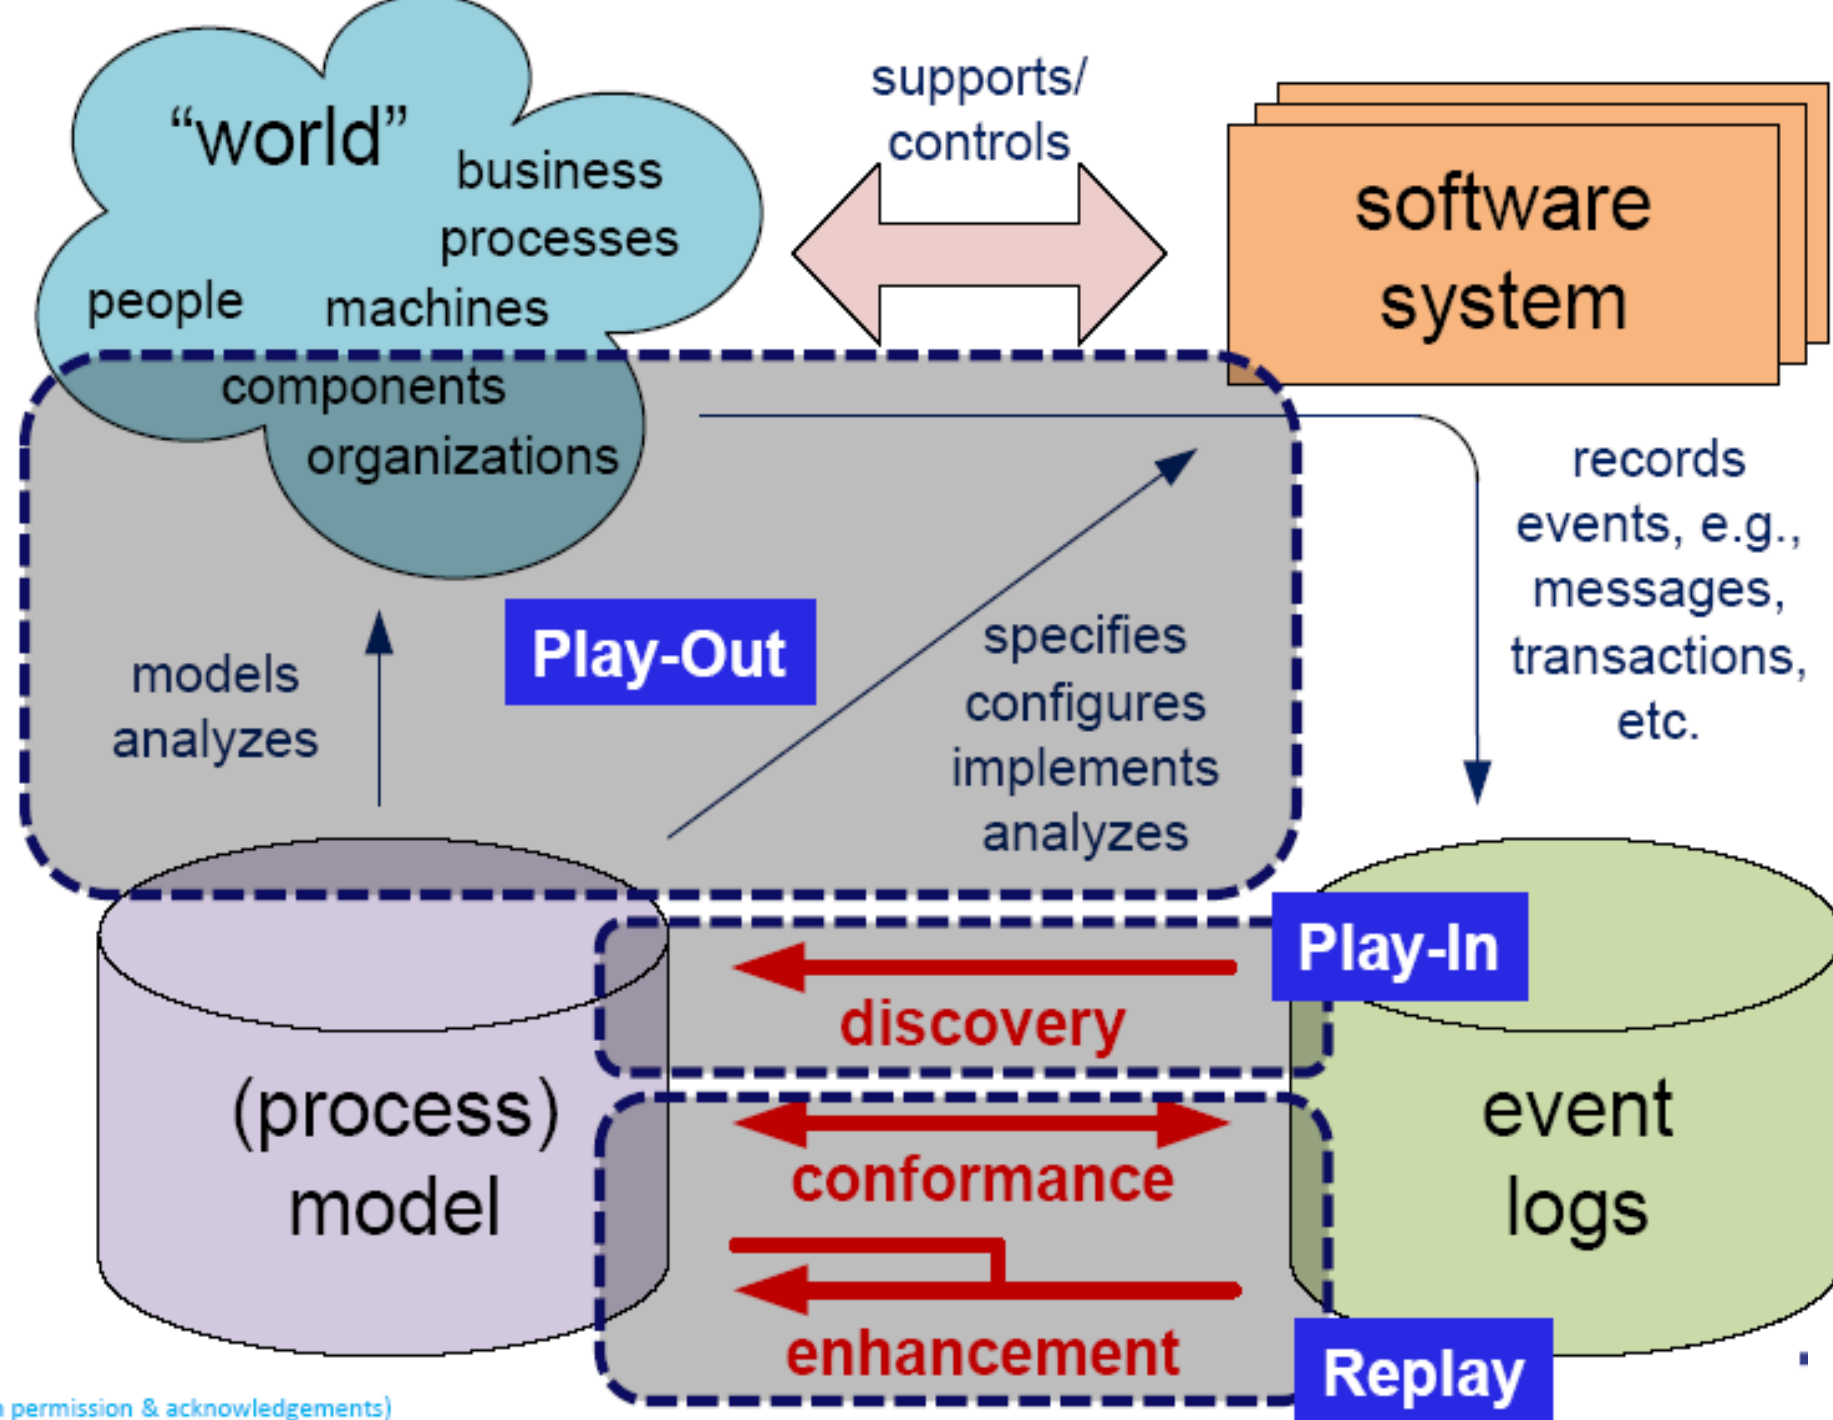 “world”
business
processes
people
machines
components
organizations
supports/
controls
software
system
models
analyzes
Play-Out
specifies
configures
implements
analyzes
records
events, e.g.,
messages,
transactions,
etc.
Play-In
discovery
(process)
model
conformance
event
logs
enhancement
Replay
permission & acknowledgements)